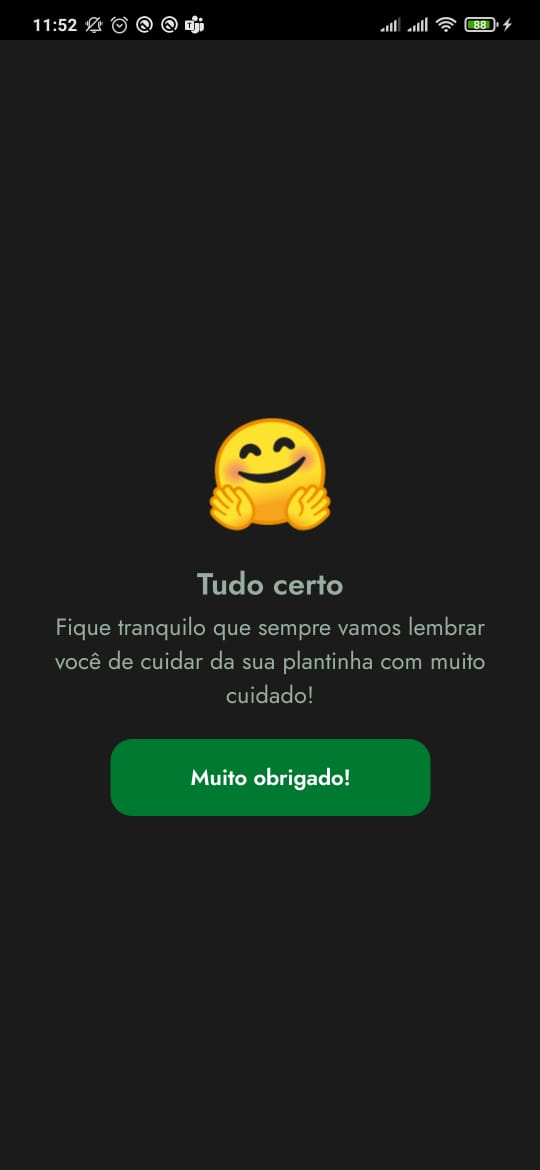 11:52
88
Tudo certo
Fique tranquilo que sempre vamos lembrar
você de cuidar da sua plantinha com muito
cuidado!
Muito obrigado!